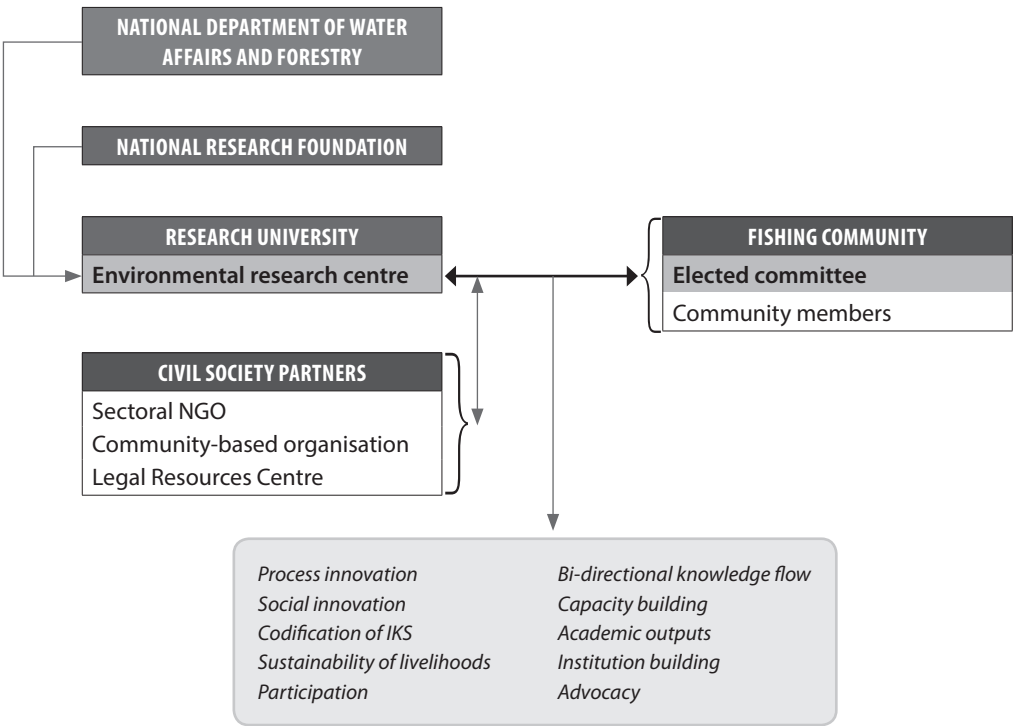 NATIONAL DEPARTMENT OF WATER
AFFAIRS AND FORESTRY
NATIONAL RESEARCH FOUNDATION
RESEARCH UNIVERSITY
Environmental research centre
FISHING COMMUNITY
Elected committee
Community members
CIVIL SOCIETY PARTNERS
Sectoral NGO
Community-based organisation
Legal Resources Centre
Process innovation
Social innovation
Codification of IKS
Sustainability of livelihoods
Participation
Bi-directional knowledge flow
Capacity building
Academic outputs
Institution building
Advocacy